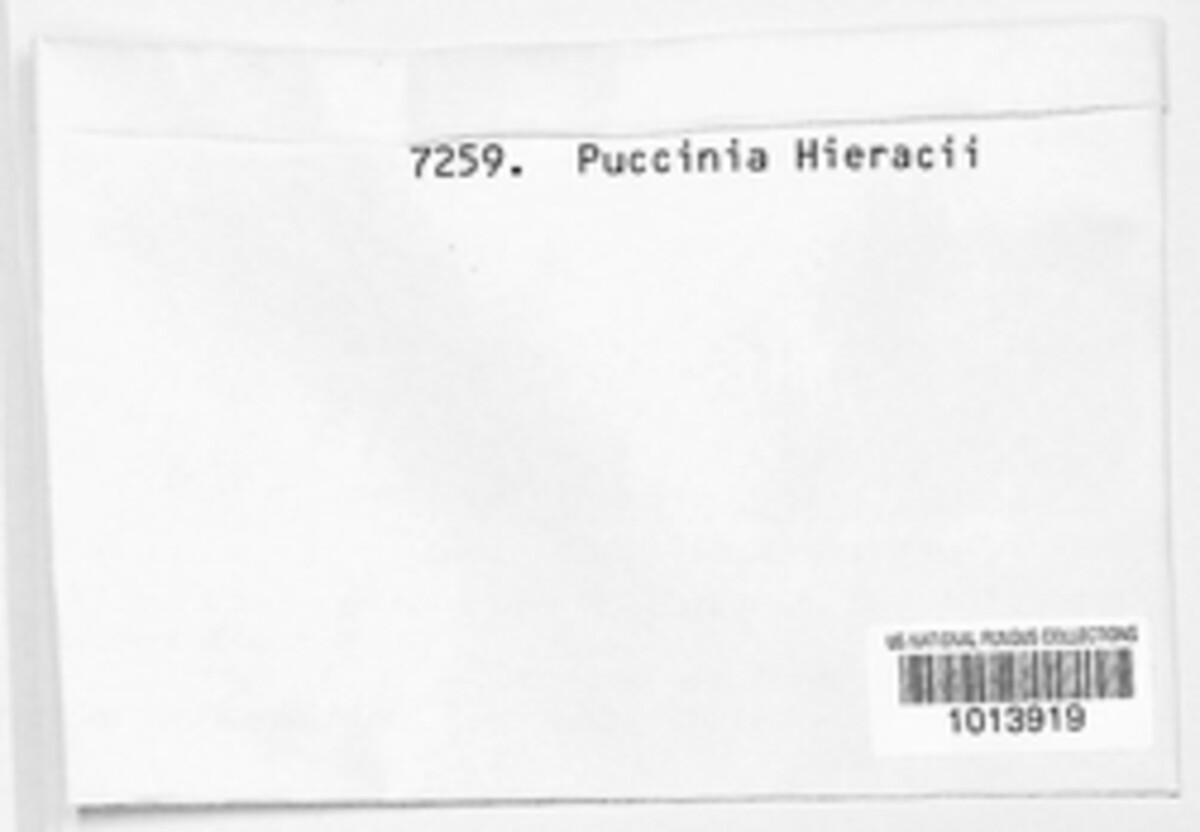 7259. Puccinia Hieracii
US NATIONAL FUNGUS COLLECTIONS
1013919